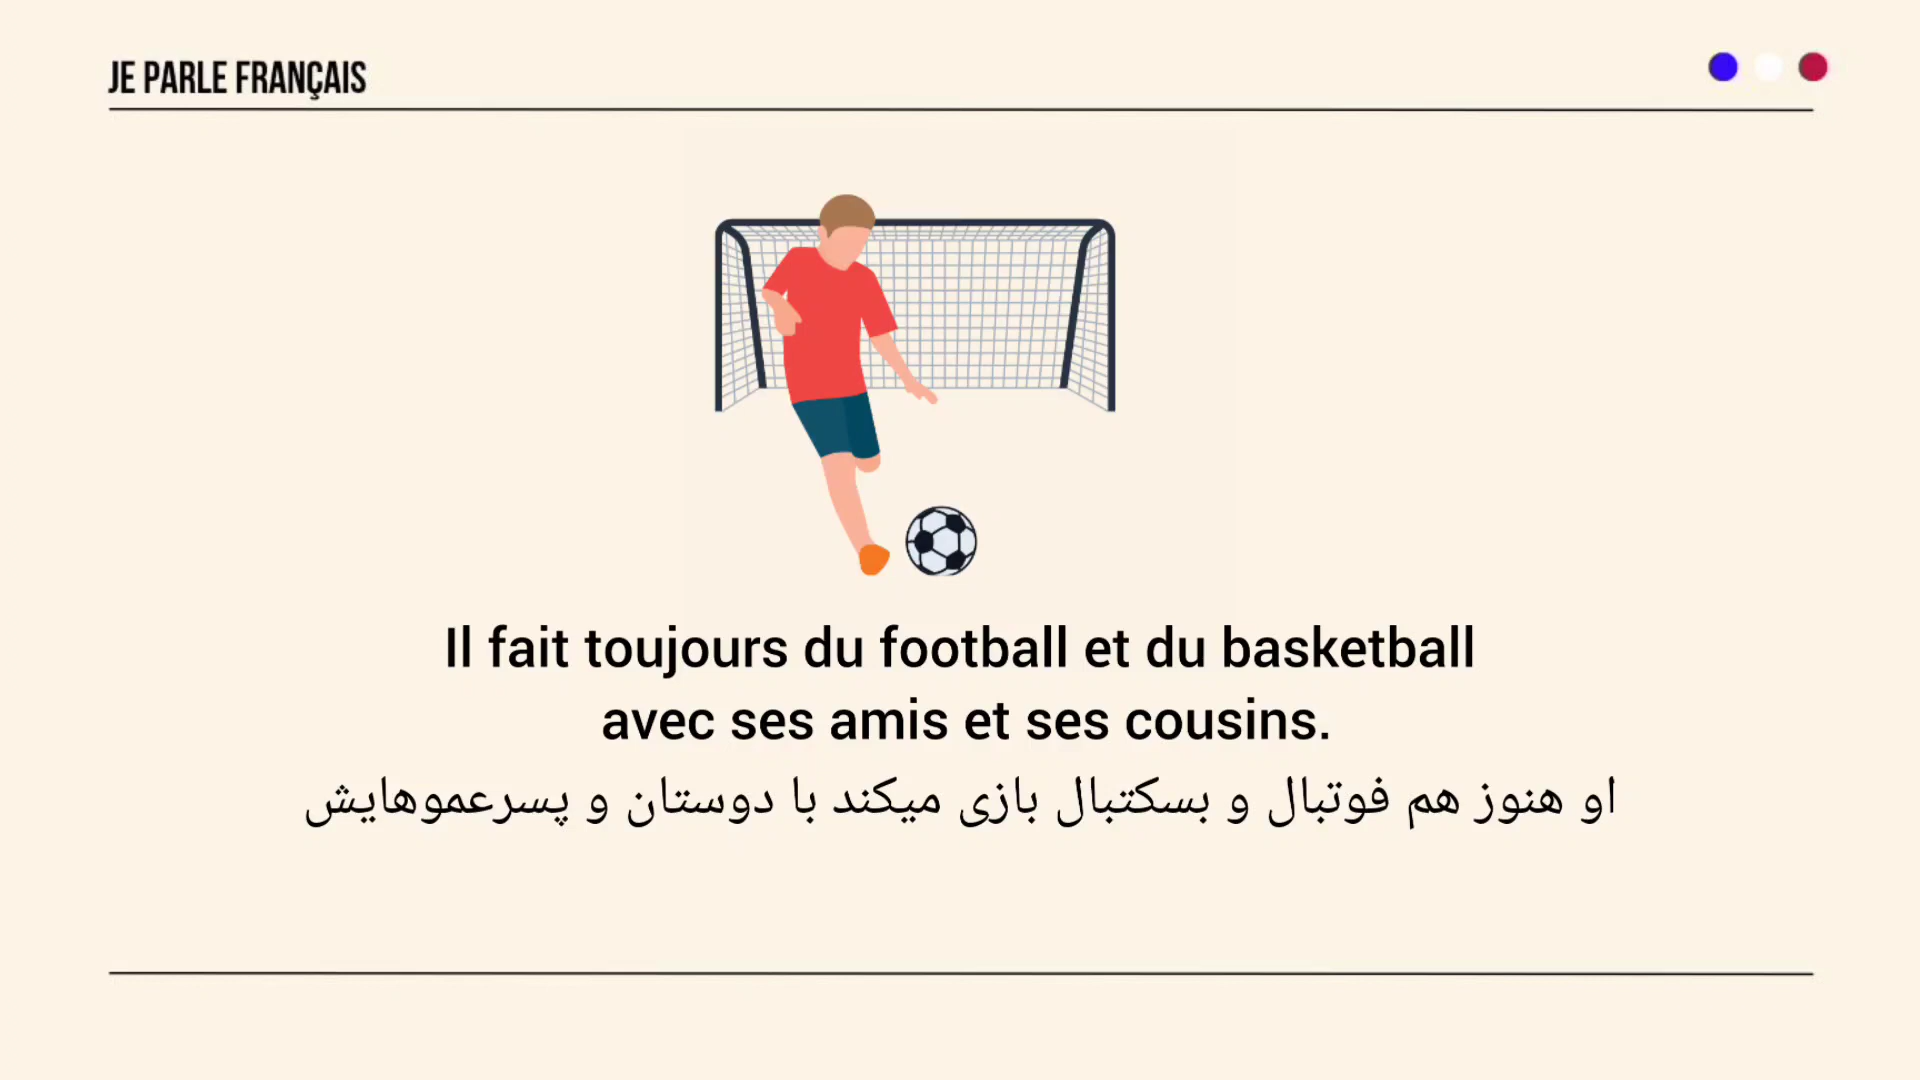 JE PARLE FRANÇAIS
Il fait toujours du football et du basketball
avec ses amis et ses cousins.
او هنوز هم فوتبال و بسکتبال بازی میکند با دوستان و پسرعموهایش